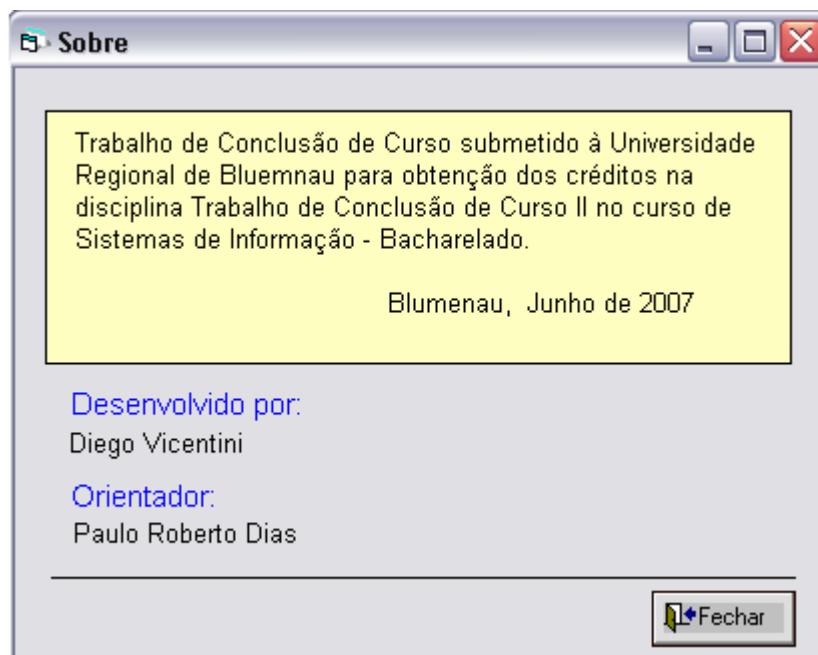 Sobre
Trabalho de Conclusão de Curso submetido à Universidade
Regional de Bluemnau para obtenção dos créditos na
disciplina Trabalho de Conclusão de Curso II no curso de
Sistemas de Informação - Bacharelado.
Blumenau, Junho de 2007
Desenvolvido por:
Diego Vicentini
Orientador:
Paulo Roberto Dias
Fechar